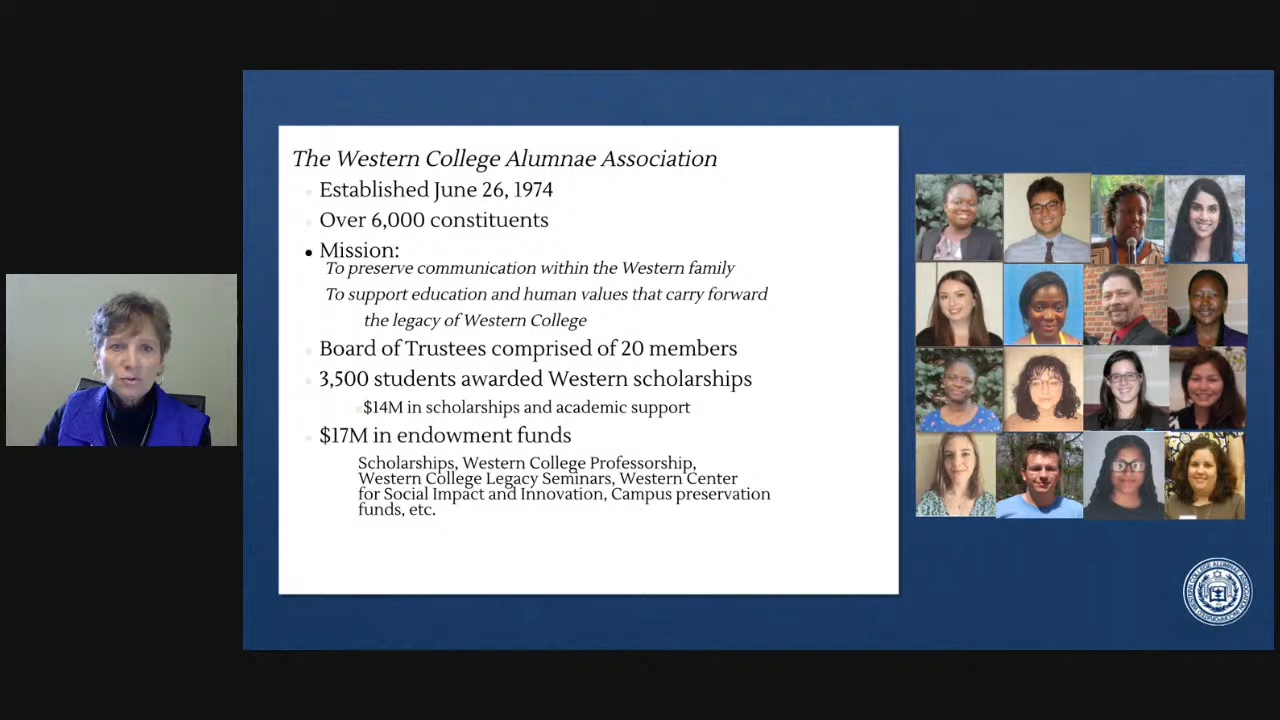 The Western College Alumnae Association
Established June 26, 1974
Over 6,000 constituents
• Mission:
To preserve communication within the Western family
To support education and human values that carry forward
the legacy of Western College
Board of Trustees comprised of 20 members
3,500 students awarded Western scholarships
$14M in scholarships and academic support
$17M in endowment funds
Scholarships, Western College Professorship,
Western College Legacy Seminars, Western Center
for Social Impact and Innovation, Campus preservation
funds, etc.
WESTERN COLLEGE ALUMNAE ASSOCIATION